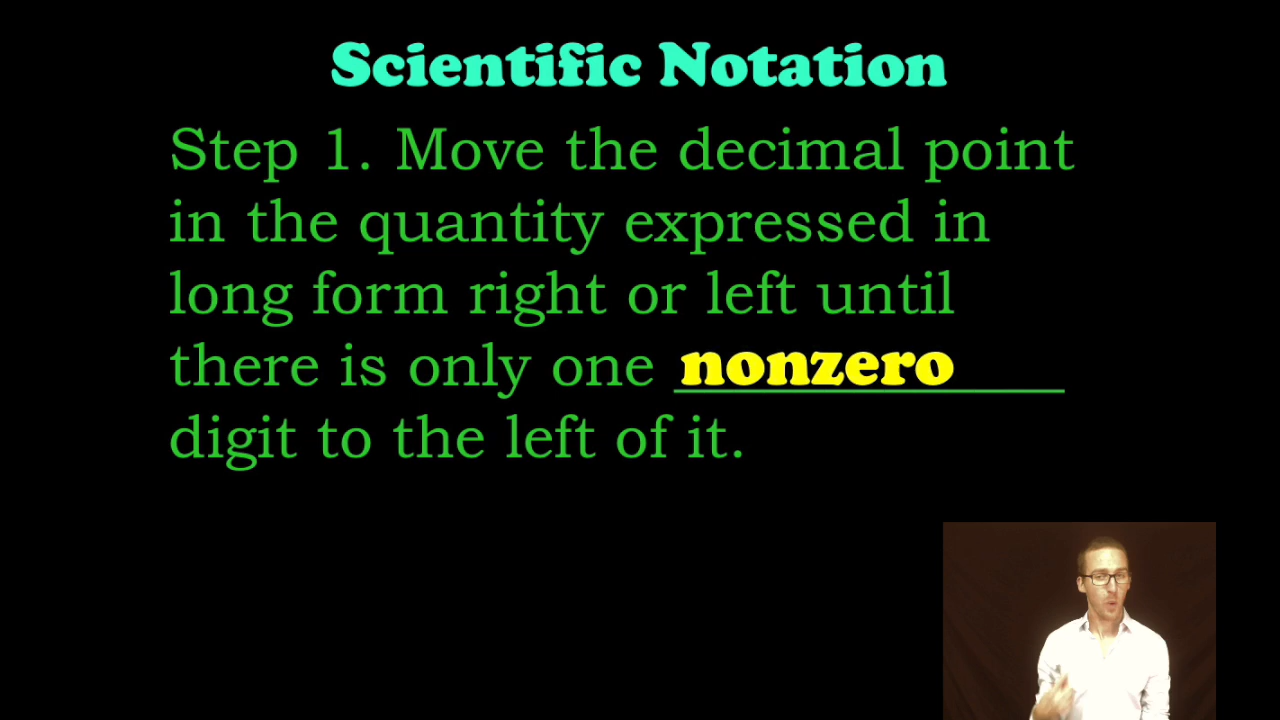 Scientific Notation
Step 1. Move the decimal point
in the quantity expressed in
long form right or left until
there is only one nonzero
digit to the left of it.